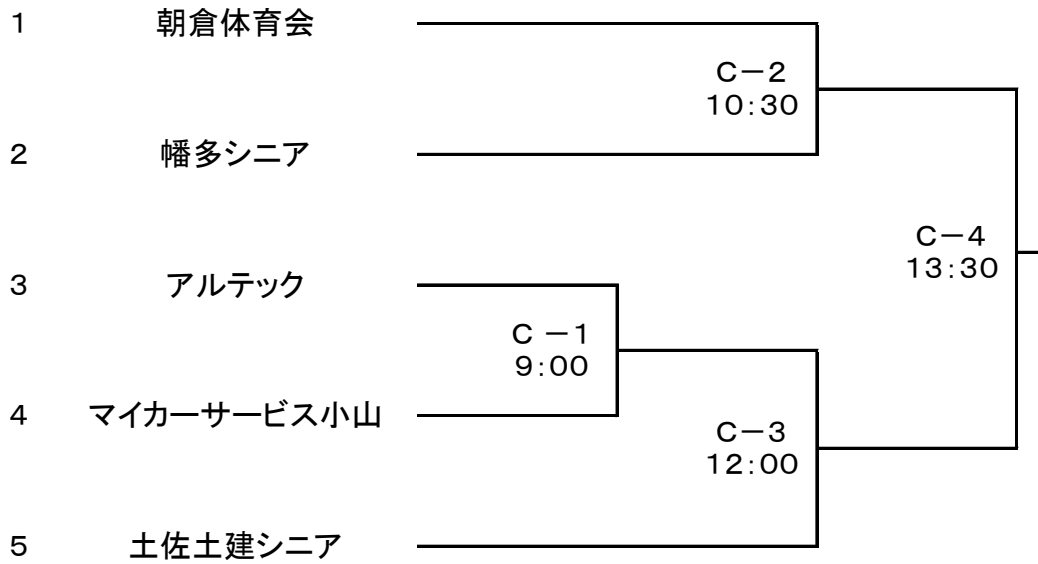 1 朝倉体育会
C－2
10:30
2 幡多シニア
C－4
13:30
3 アルテック
C －1
9:00
4 マイカーサービス小山
C－3
12:00
5 土佐土建シニア